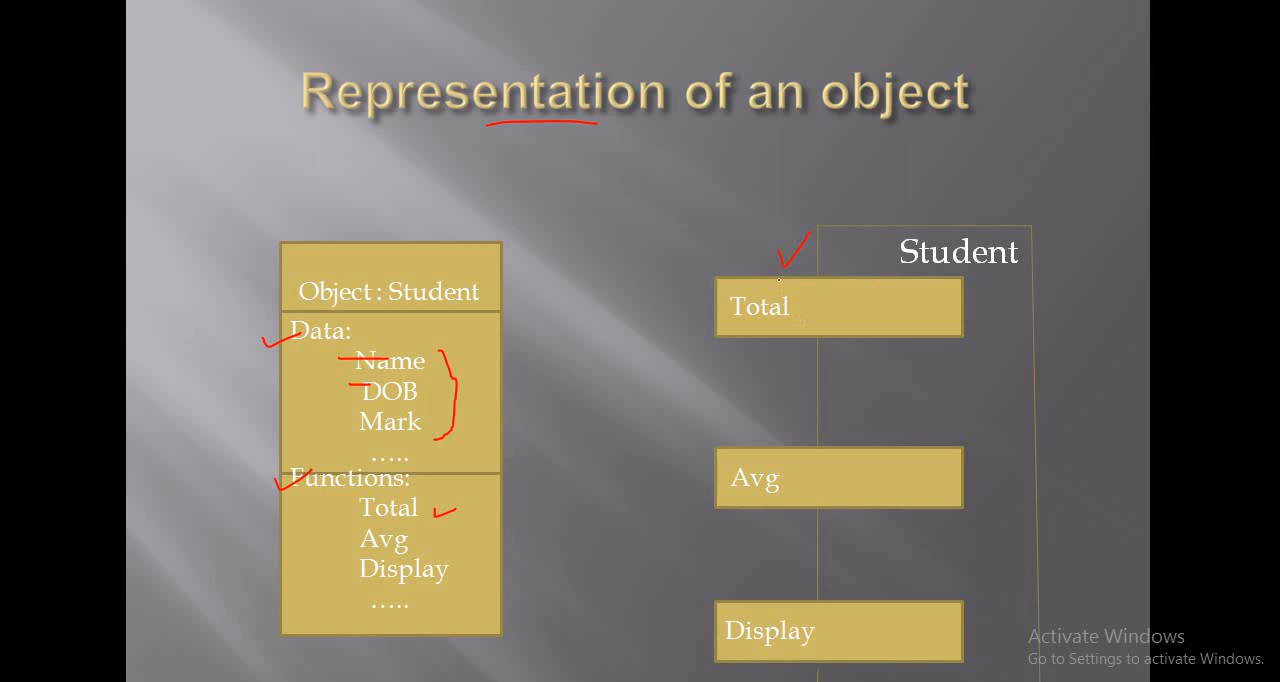 Representation of an object
Object : Student
Data:
Name
DOB
Mark
.....
Functions:
Total
Avg
Display
.....
Student
Total
Avg
Display
Activate Windows
Go to Settings to activate Windows.